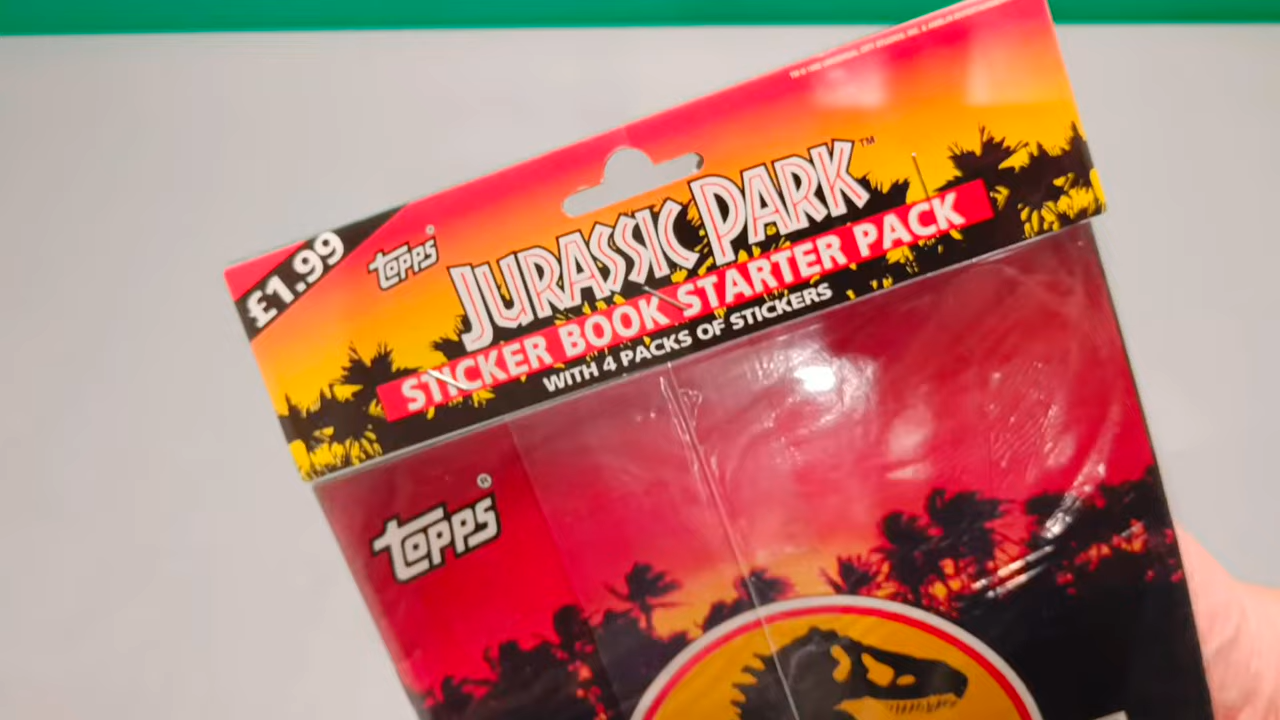 £1.99
TOPPS®
JURASSIC PARK™
STICKER BOOK STARTER PACK
WITH 4 PACKS OF STICKERS
TOPPS®